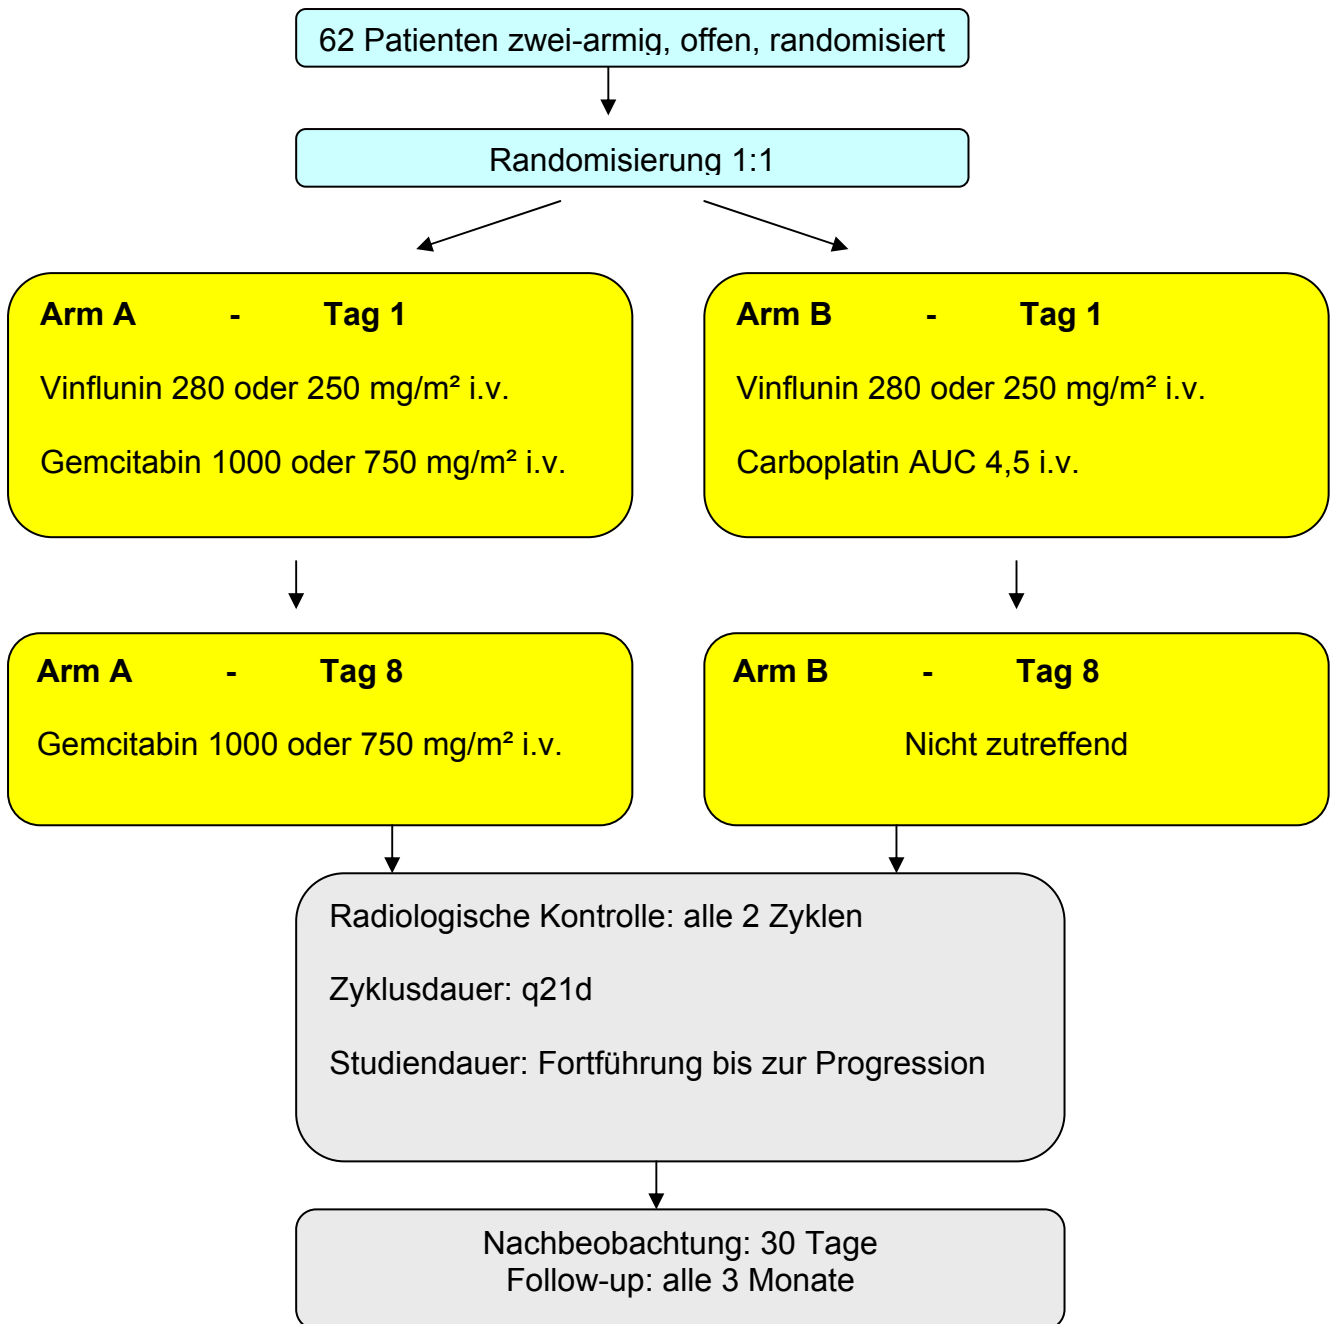 62 Patienten zwei-armig, offen, randomisiert
Randomisierung 1:1
Arm A - Tag 1
Vinflunin 280 oder 250 mg/m² i.v.
Gemcitabin 1000 oder 750 mg/m² i.v.
Arm B - Tag 1
Vinflunin 280 oder 250 mg/m² i.v.
Carboplatin AUC 4,5 i.v.
Arm A - Tag 8
Gemcitabin 1000 oder 750 mg/m² i.v.
Arm B - Tag 8
Nicht zutreffend
Radiologische Kontrolle: alle 2 Zyklen
Zyklusdauer: q21d
Studiendauer: Fortführung bis zur Progression
Nachbeobachtung: 30 Tage
Follow-up: alle 3 Monate